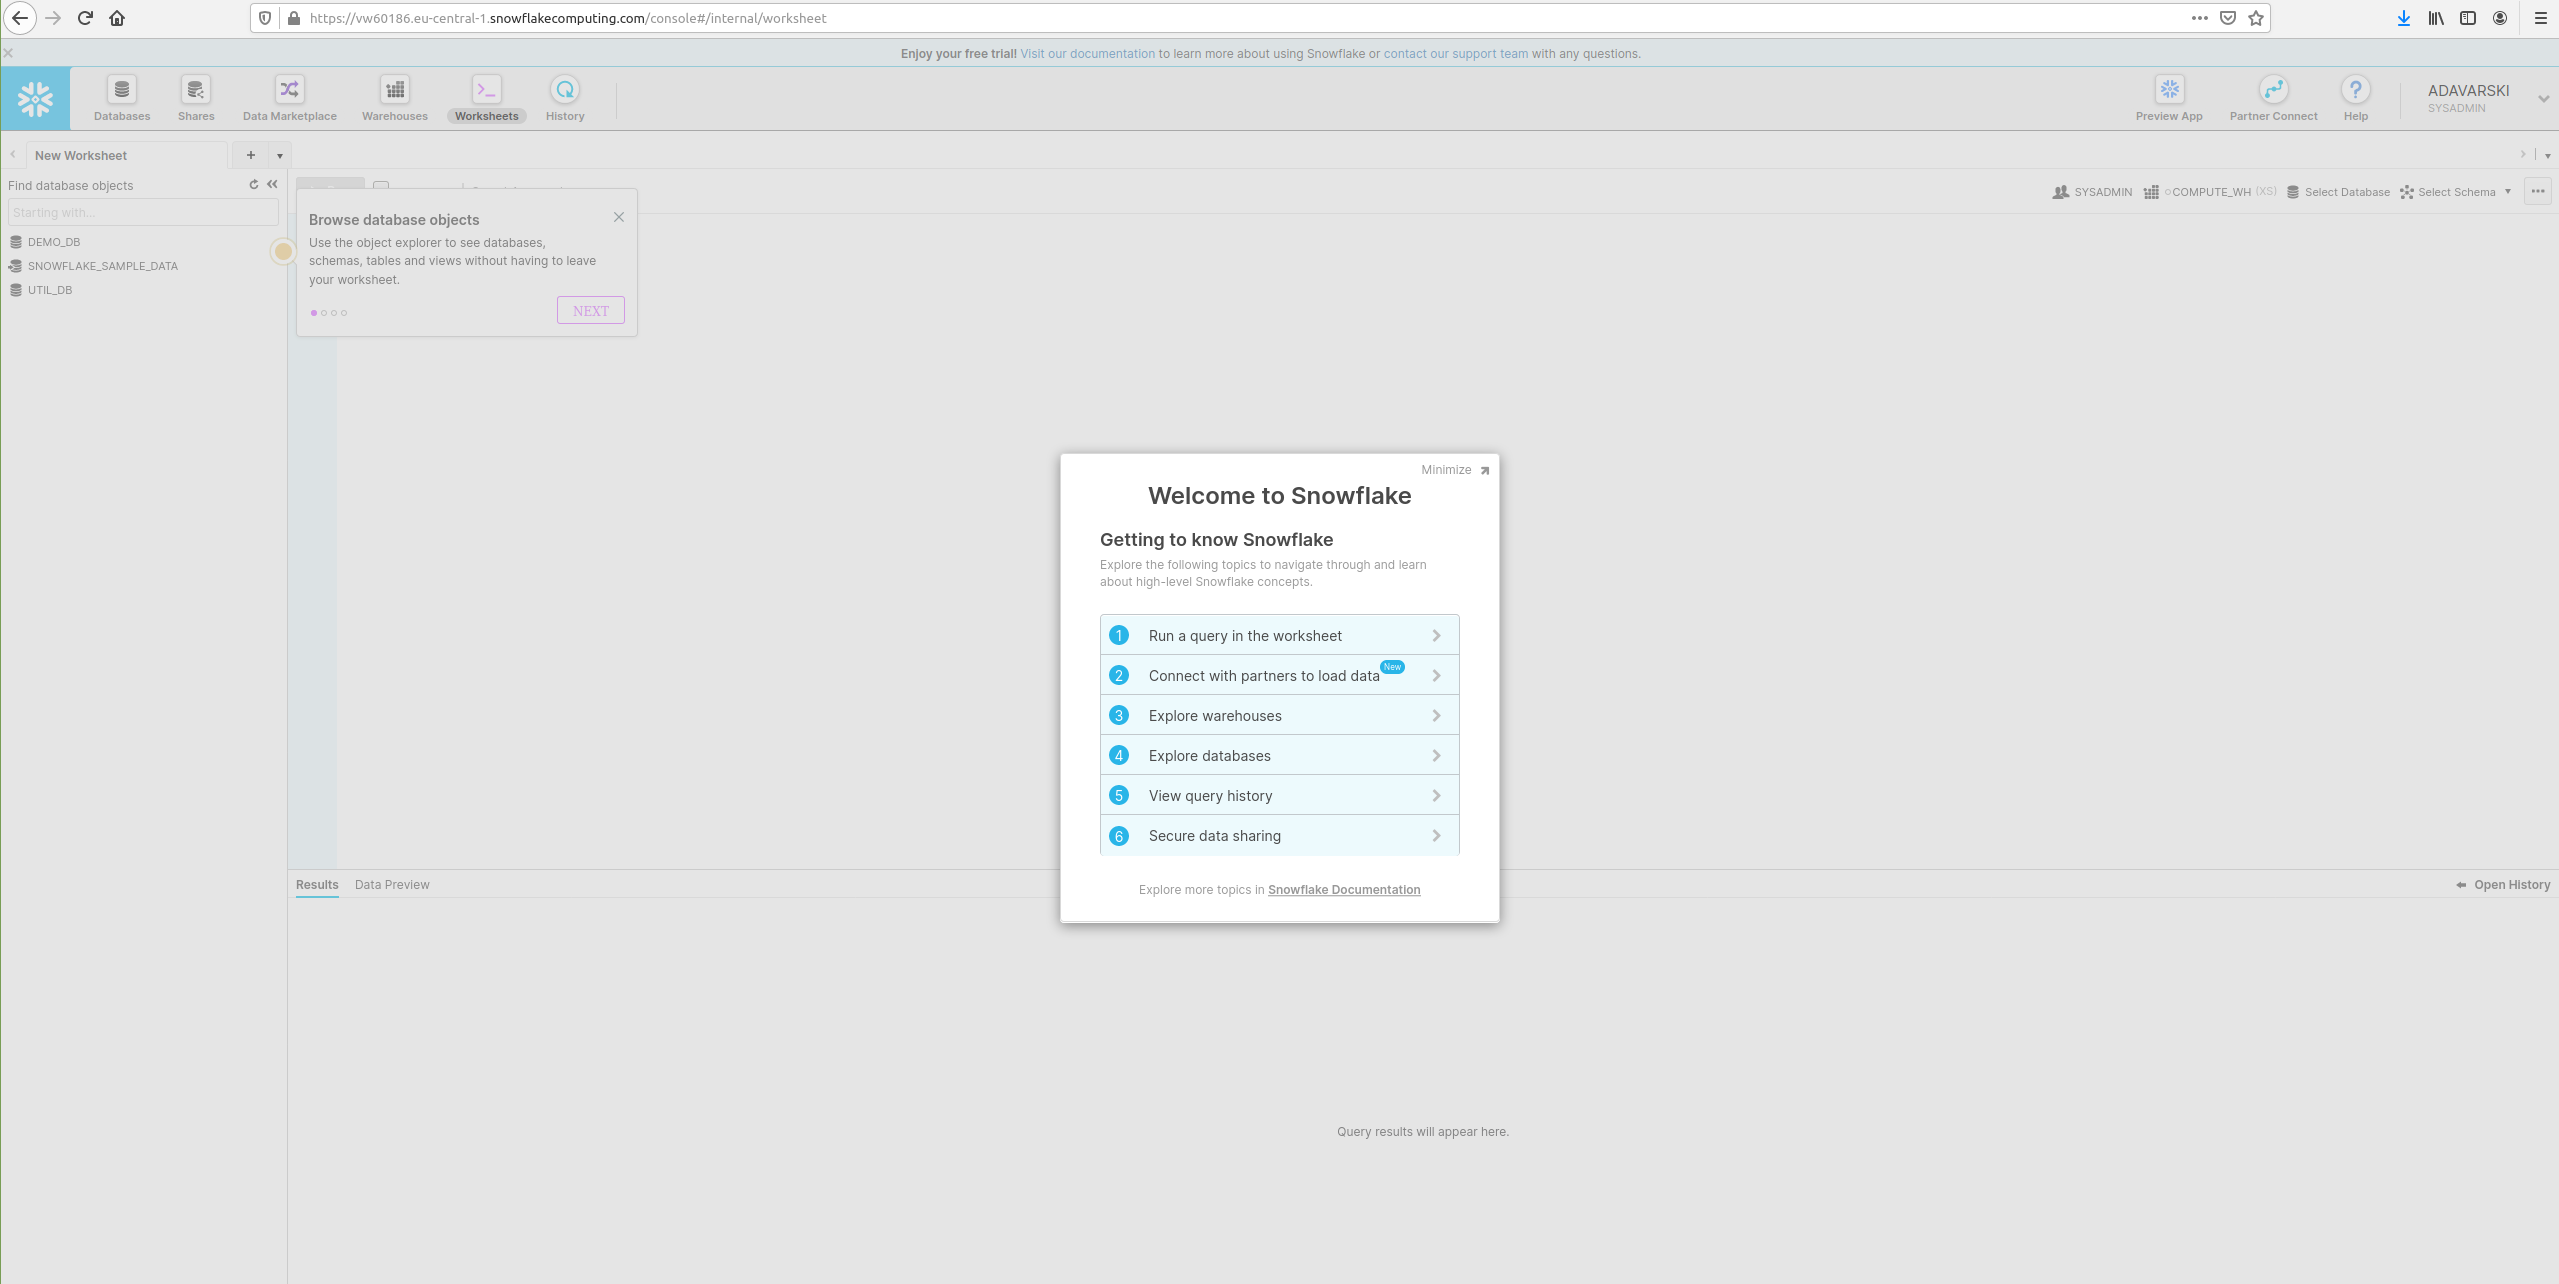 https://vw60186.eu-central-1.snowflakecomputing.com/console#/internal/worksheet
Enjoy your free trial! Visit our documentation to learn more about using Snowflake or contact our support team with any questions.
Databases
Shares
Data Marketplace
Warehouses
Worksheets
History
Preview App
Partner Connect
Help
ADAVARSKI
SYSADMIN
New Worksheet
Find database objects
Starting with...
DEMO_DB
SNOWFLAKE_SAMPLE_DATA
UTIL_DB
Browse database objects
Use the object explorer to see databases,
schemas, tables and views without having to leave
your worksheet.
NEXT
SYSADMIN
COMPUTE_WH (XS)
Select Database
Select Schema
Minimize
Welcome to Snowflake
Getting to know Snowflake
Explore the following topics to navigate through and learn
about high-level Snowflake concepts.
1 Run a query in the worksheet
2 Connect with partners to load data New
3 Explore warehouses
4 Explore databases
5 View query history
6 Secure data sharing
Explore more topics in Snowflake Documentation
Results
Data Preview
Open History
Query results will appear here.